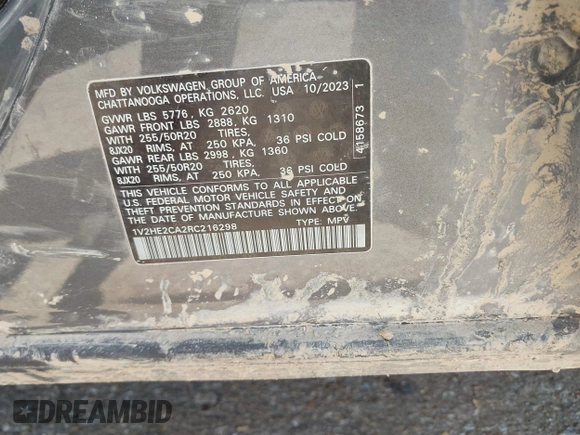 MFD. BY VOLKSWAGEN GROUP OF AMERICA
CHATTANOOGA OPERATIONS, LLC. USA 10/2023
GVWR LBS 5776, KG 2620
GAWR FRONT LBS 2888, KG 1310
WITH 255/50R20 TIRES,
8JX20 RIMS, AT 250 KPA, 36 PSI COLD
GAWR REAR LBS 2998, KG 1360
WITH 255/50R20 TIRES,
8JX20 RIMS, AT 250 KPA, 36 PSI COLD
THIS VEHICLE CONFORMS TO ALL APPLICABLE
U.S. FEDERAL MOTOR VEHICLE SAFETY AND
THEFT PREVENTION STANDARDS IN EFFECT ON
THE DATE OF MANUFACTURE SHOWN ABOVE.
1V2HE2CA2RC216298 TYPE: MPV
4158673 1
DREAMBID